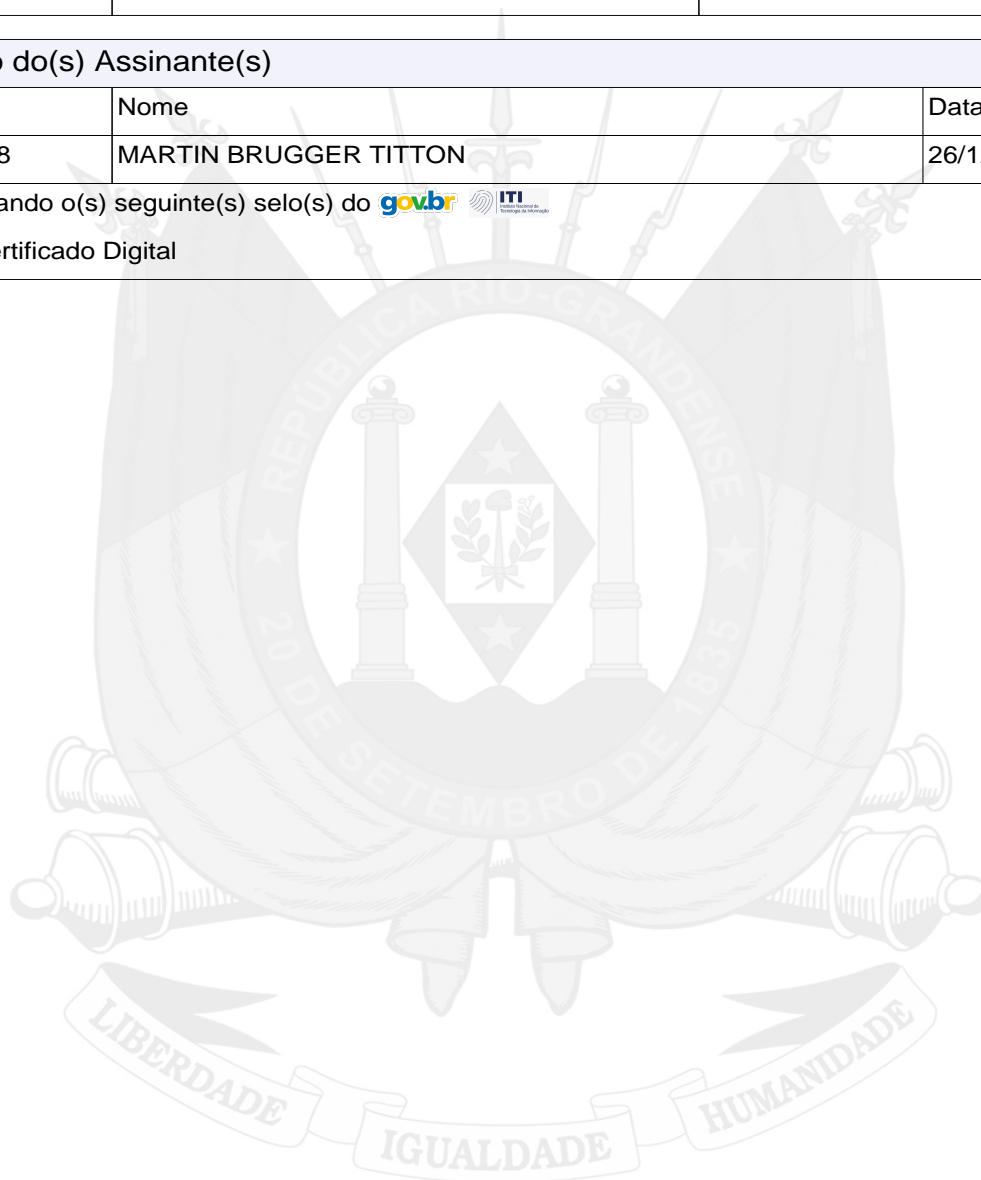 o do(s) Assinante(s)
Nome Data
8 MARTIN BRUGGER TITTON 26/1
ando o(s) seguinte(s) selo(s) do gov.br ITI
rtificado Digital
REPÚBLICA RIO-GRANDENSE
20 DE SETEMBRO DE 1835
LIBERDADE IGUALDADE HUMANIDADE